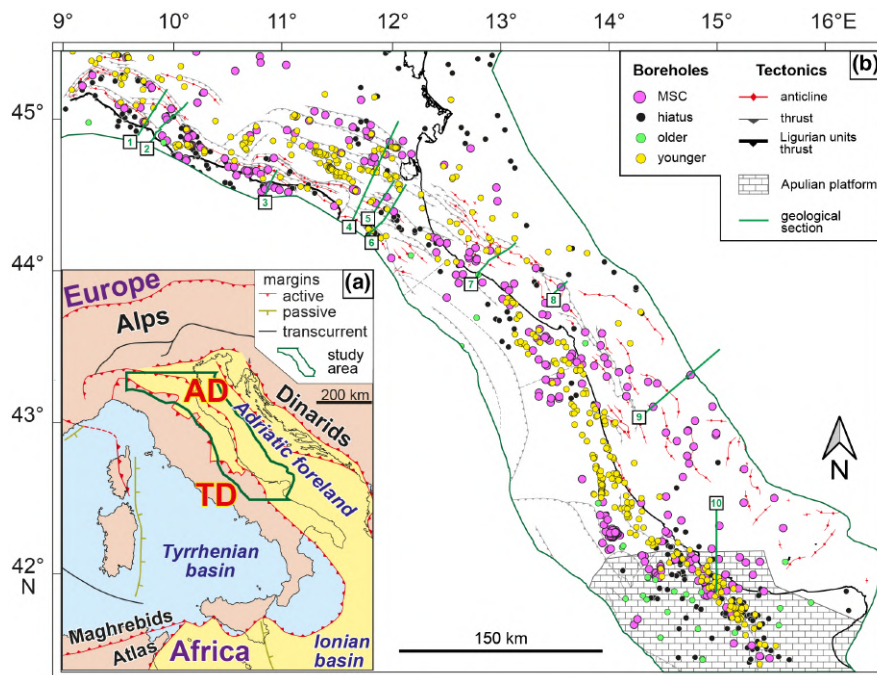 9° 10° 11° 12° 13° 14° 15° 16°E
45°
44°
43°
42°
N
(b)
Boreholes
MSC
hiatus
older
younger
Tectonics
anticline
thrust
Ligurian units
thrust
Apulian platform
geological
section
1
2
3
4
5
6
7
8
9
10
N
150 km
(a)
margins
active
passive
transcurrent
study
area
200 km
Europe
Alps
AD
Dinarids
Adriatic foreland
TD
Tyrrhenian
basin
Maghrebids
Atlas
Africa
Ionian
basin